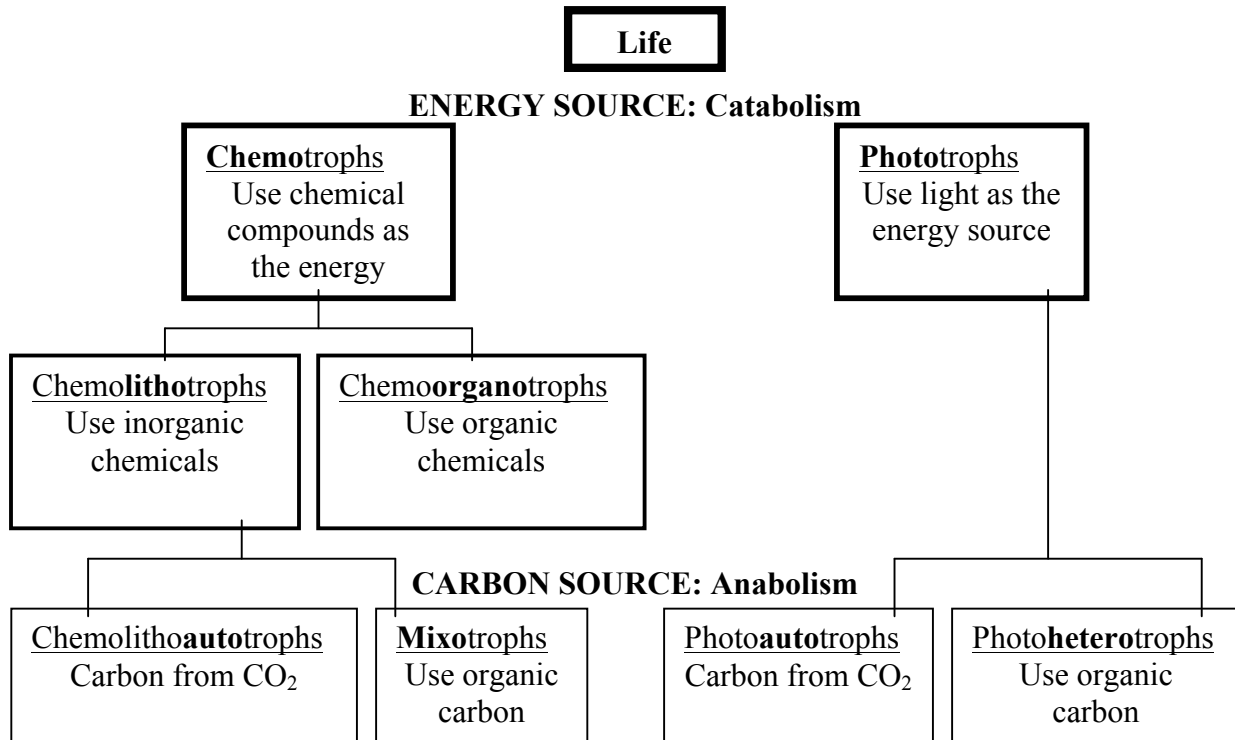 Life
ENERGY SOURCE: Catabolism
Chemotrophs
Use chemical
compounds as
the energy
Phototrophs
Use light as the
energy source
Chemolithotrophs
Use inorganic
chemicals
Chemoorganotrophs
Use organic
chemicals
CARBON SOURCE: Anabolism
Chemolithoautotrophs
Carbon from CO₂
Mixotrophs
Use organic
carbon
Photoautotrophs
Carbon from CO₂
Photoheterotrophs
Use organic
carbon